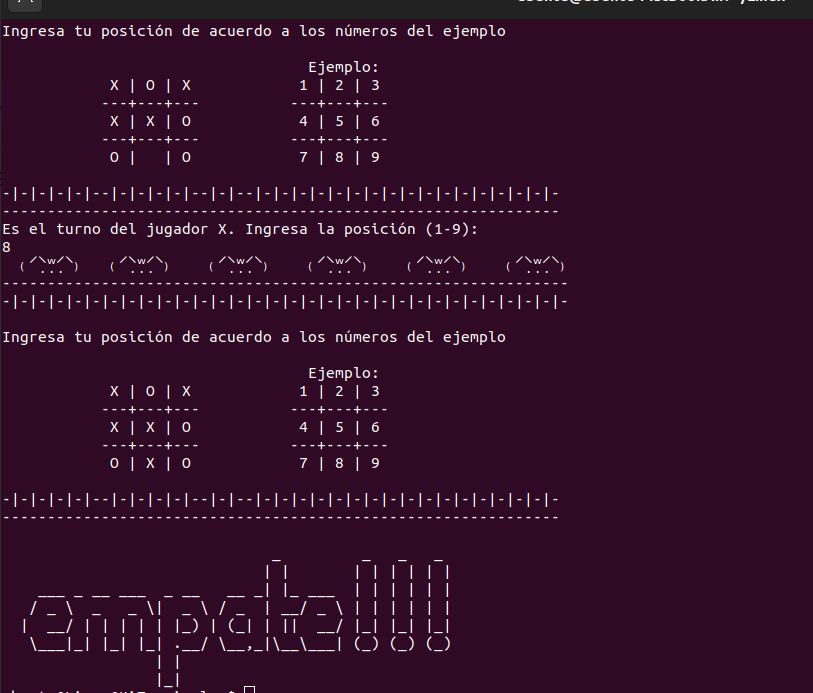 Ingresa tu posición de acuerdo a los números del ejemplo
Ejemplo:
X | O | X 1 | 2 | 3
---+---+--- ---+---+---
X | X | O 4 | 5 | 6
---+---+--- ---+---+---
O |   | O 7 | 8 | 9
-|-|-|-|-|--|-|-|-|-|--|-|--|-|-|-|-|-|-|-|-|-|-|-|-|-|-|-|-|-
--------------------------------------------------------------
Es el turno del jugador X. Ingresa la posición (1-9):
8
--------------------------------------------------------------
-|-|-|-|-|-|-|-|-|-|-|-|-|-|-|-|-|-|-|-|-|-|-|-|-|-|-|-|-|-|-|-
Ingresa tu posición de acuerdo a los números del ejemplo
Ejemplo:
X | O | X 1 | 2 | 3
---+---+--- ---+---+---
X | X | O 4 | 5 | 6
---+---+--- ---+---+---
O | X | O 7 | 8 | 9
-|-|-|-|-|--|-|-|-|-|--|-|--|-|-|-|-|-|-|-|-|-|-|-|-|-|-|-|-|-
--------------------------------------------------------------
empate!!!